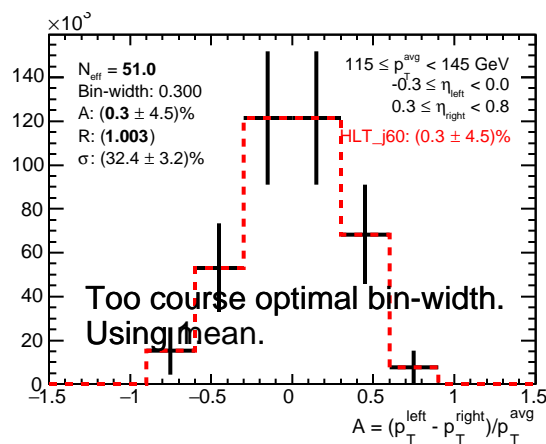 ×10³
N_eff = 51.0
Bin-width: 0.300
A: (0.3 ± 4.5)%
R: (1.003)
σ: (32.4 ± 3.2)%
115 ≤ p_T^avg < 145 GeV
-0.3 ≤ η_left < 0.0
0.3 ≤ η_right < 0.8
HLT_j60: (0.3 ± 4.5)%
Too course optimal bin-width.
Using mean.
140
120
100
80
60
40
20
0
−1.5 −1 −0.5 0 0.5 1 1.5
A = (p_T^left - p_T^right)/p_T^avg